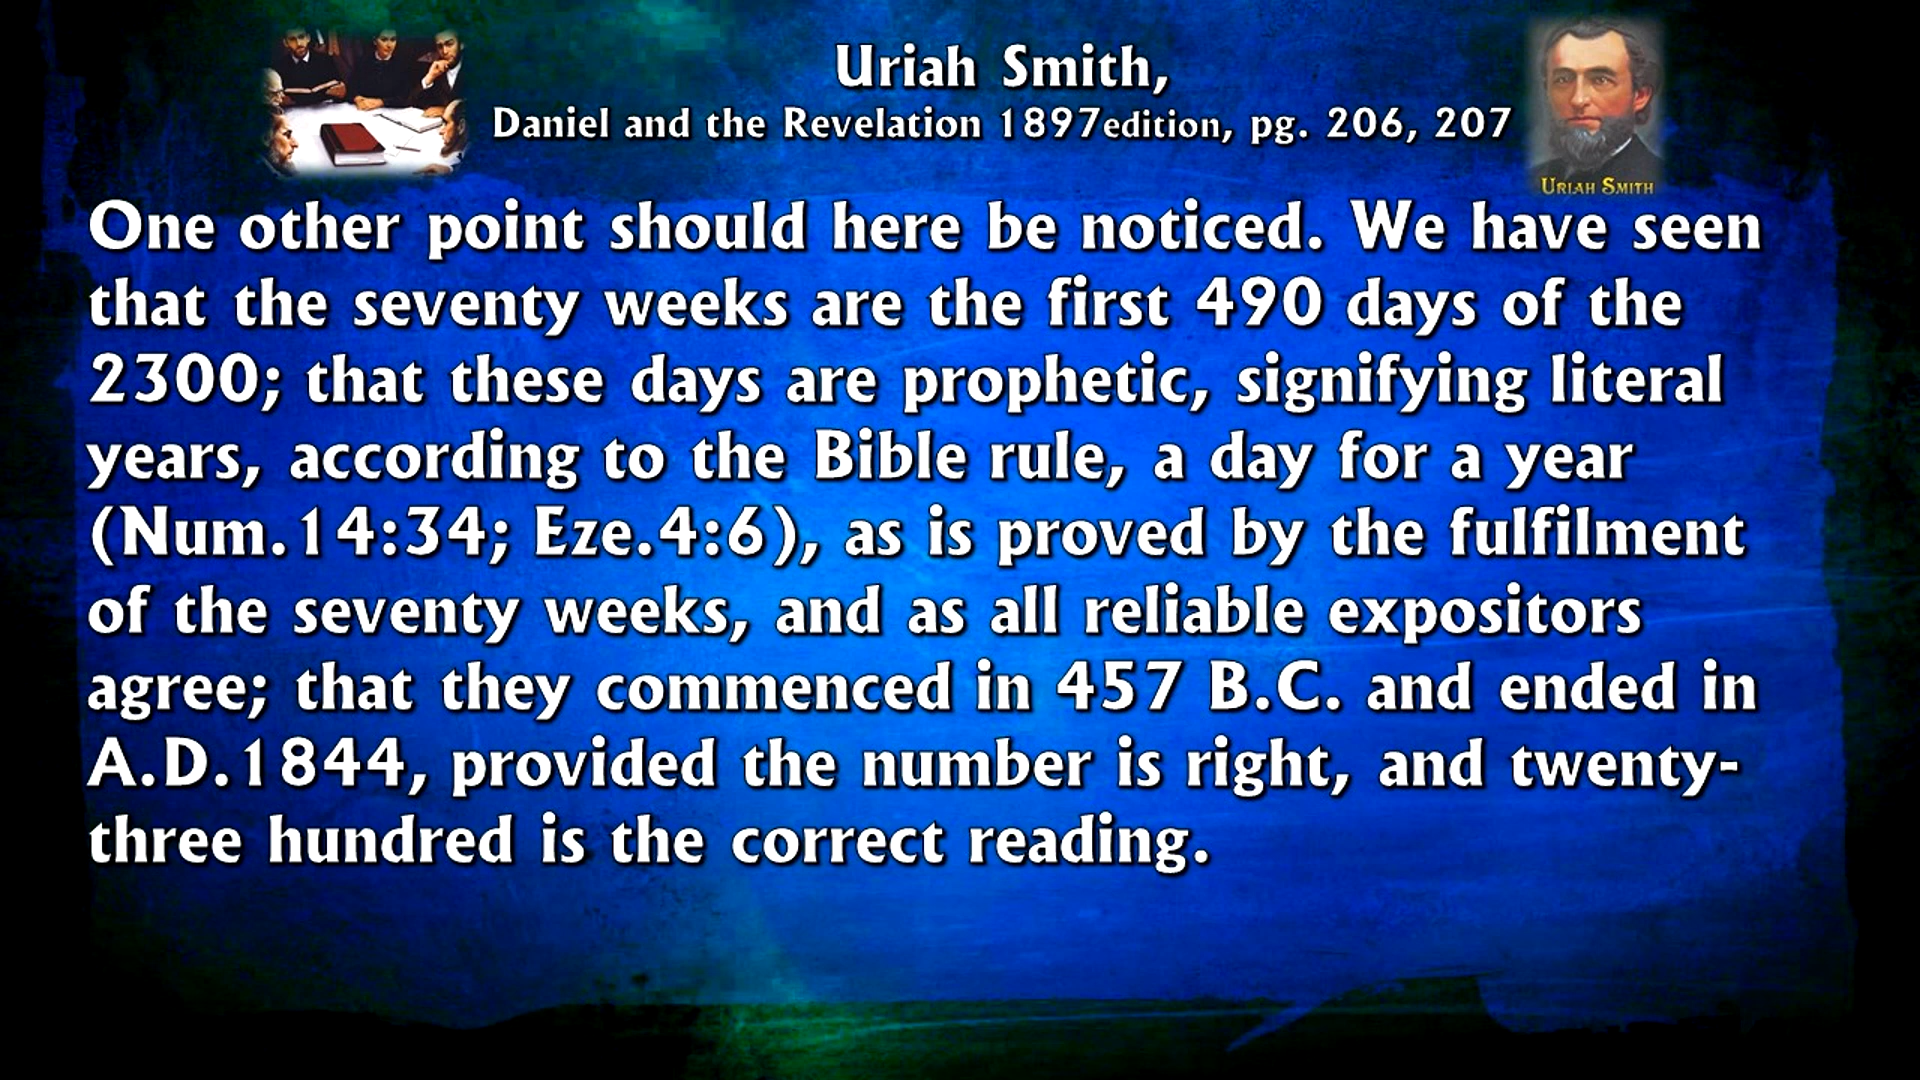 Uriah Smith,
Daniel and the Revelation 1897edition, pg. 206, 207
URIAH SMITH
One other point should here be noticed. We have seen
that the seventy weeks are the first 490 days of the
2300; that these days are prophetic, signifying literal
years, according to the Bible rule, a day for a year
(Num.14:34; Eze.4:6), as is proved by the fulfilment
of the seventy weeks, and as all reliable expositors
agree; that they commenced in 457 B.C. and ended in
A.D.1844, provided the number is right, and twenty-
three hundred is the correct reading.